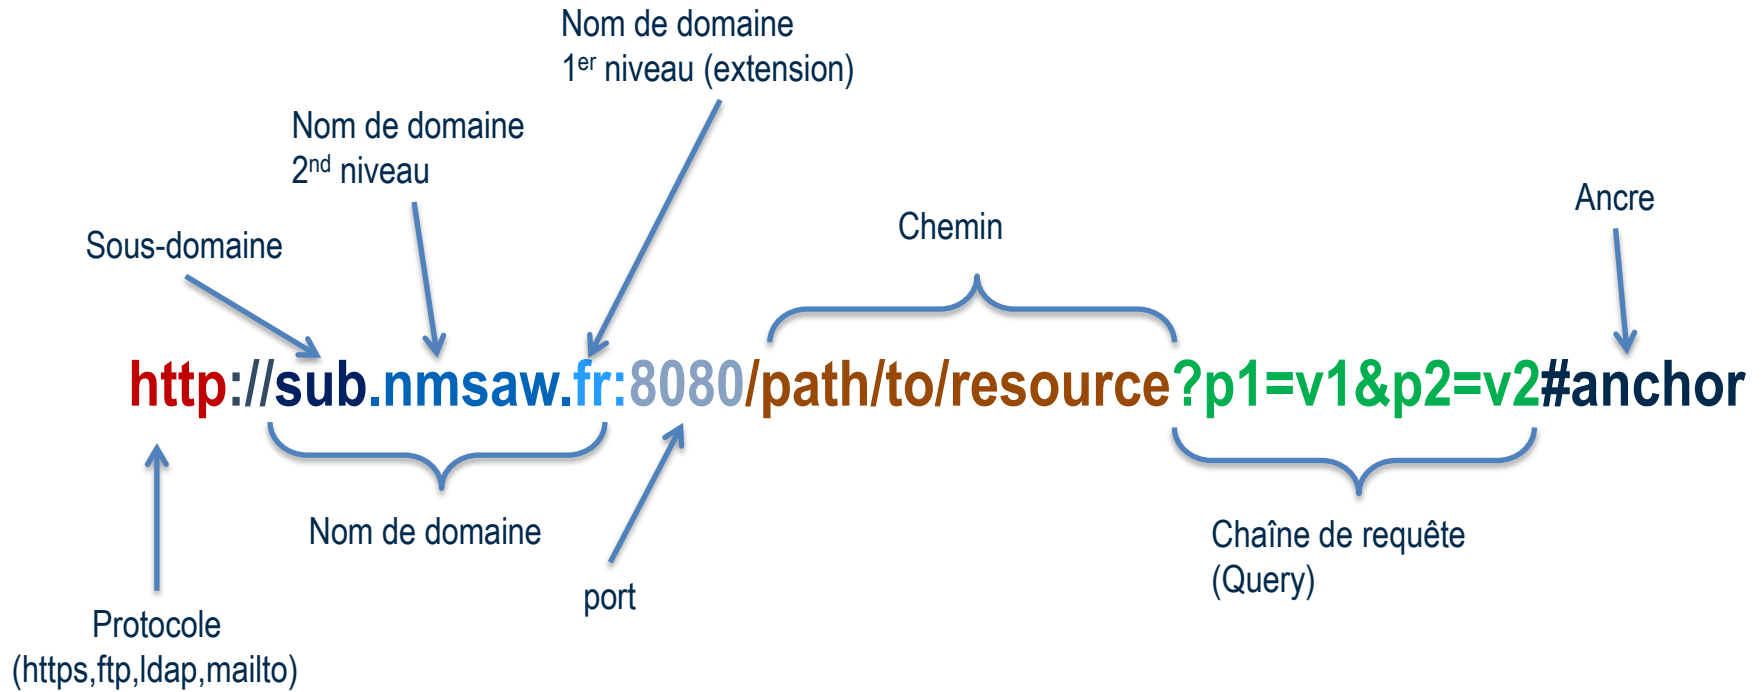 Nom de domaine
1er niveau (extension)
Nom de domaine
2nd niveau
Ancre
Chemin
Sous-domaine
http://sub.nmsaw.fr:8080/path/to/resource?p1=v1&p2=v2#anchor
Nom de domaine
Chaîne de requête
(Query)
port
Protocole
(https,ftp,ldap,mailto)